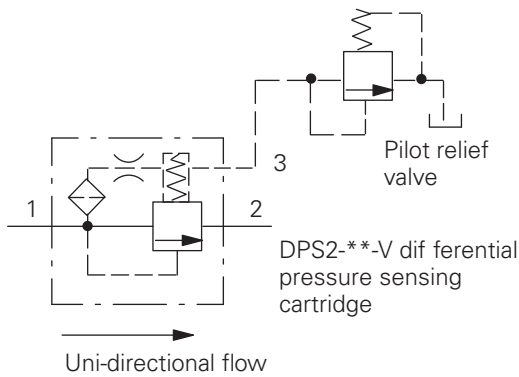 Pilot relief
valve
3
1
2
DPS2-**-V dif ferential
pressure sensing
cartridge
Uni-directional flow